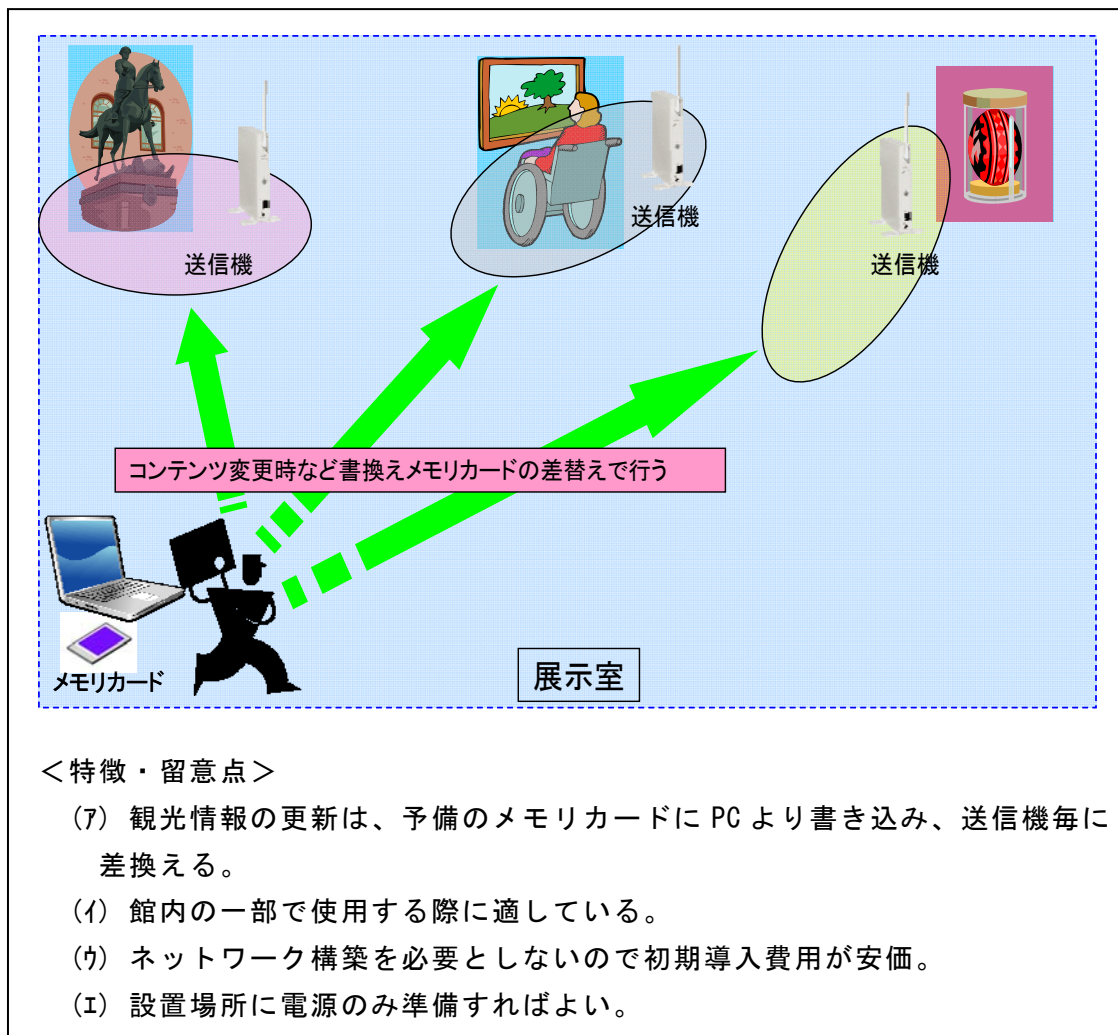 送信機
送信機
送信機
コンテンツ変更時など書換えメモリカードの差替えで行う
メモリカード
展示室
＜特徴・留意点＞
(ｱ) 観光情報の更新は、予備のメモリカードに PC より書き込み、送信機毎に
差換える。
(ｲ) 館内の一部で使用する際に適している。
(ｳ) ネットワーク構築を必要としないので初期導入費用が安価。
(ｴ) 設置場所に電源のみ準備すればよい。